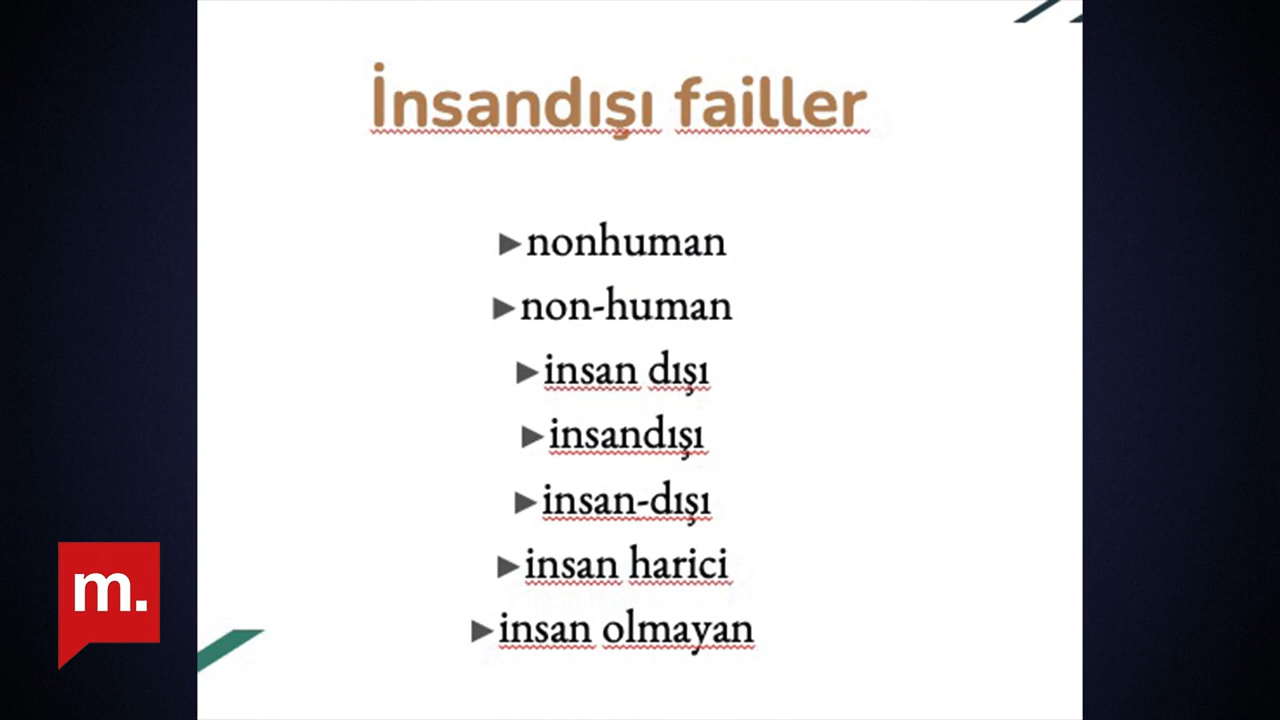 İnsandışı failler
▶nonhuman
▶non-human
▶insan dışı
▶insandışı
▶insan-dışı
▶insan harici
▶insan olmayan
m.